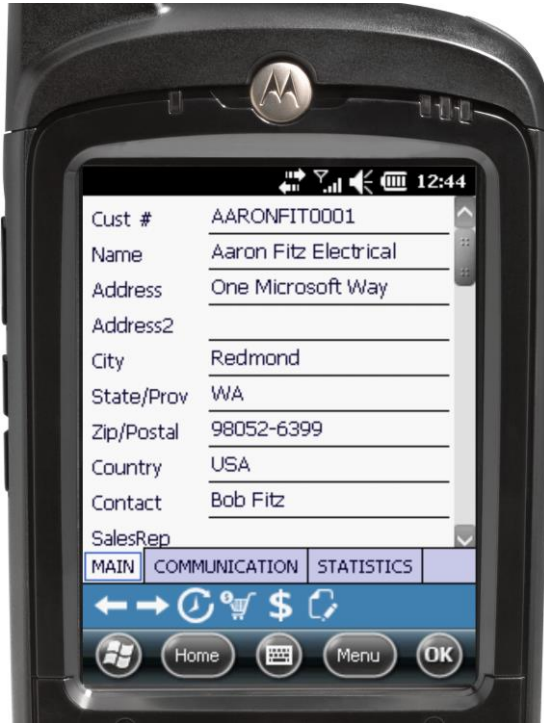 12:44
Cust # AARONFIT0001
Name Aaron Fitz Electrical
Address One Microsoft Way
Address2
City Redmond
State/Prov WA
Zip/Postal 98052-6399
Country USA
Contact Bob Fitz
SalesRep
MAIN COMMUNICATION STATISTICS
$
Home Menu OK